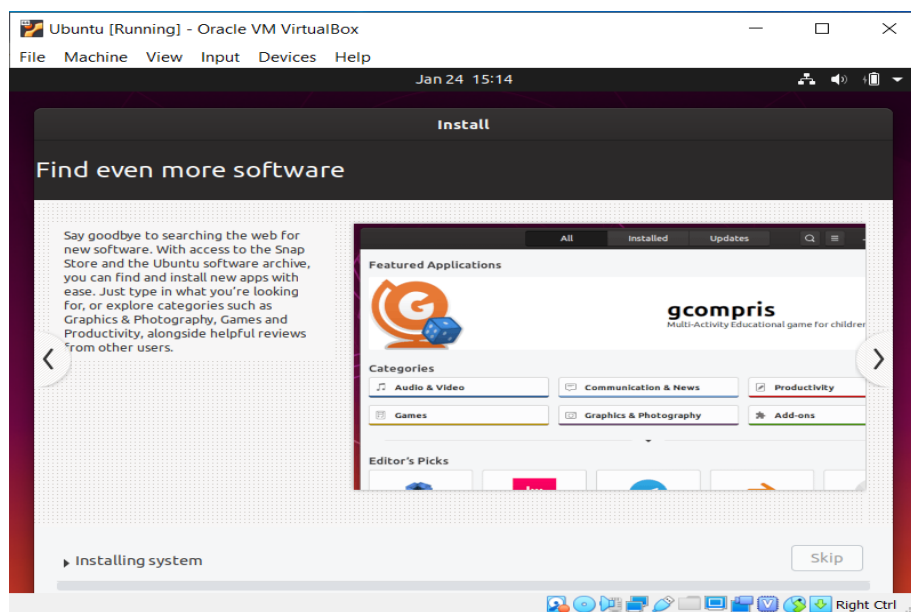 Ubuntu [Running] - Oracle VM VirtualBox
File Machine View Input Devices Help
Jan 24 15:14
Install
Find even more software
Say goodbye to searching the web for
new software. With access to the Snap
Store and the Ubuntu software archive,
you can find and install new apps with
ease. Just type in what you're looking
for, or explore categories such as
Graphics & Photography, Games and
Productivity, alongside helpful reviews
from other users.
All Installed Updates
Featured Applications
gcompris
Multi-Activity Educational game for children
Categories
Audio & Video Communication & News Productivity
Games Graphics & Photography Add-ons
Editor's Picks
Installing system
Skip
Right Ctrl